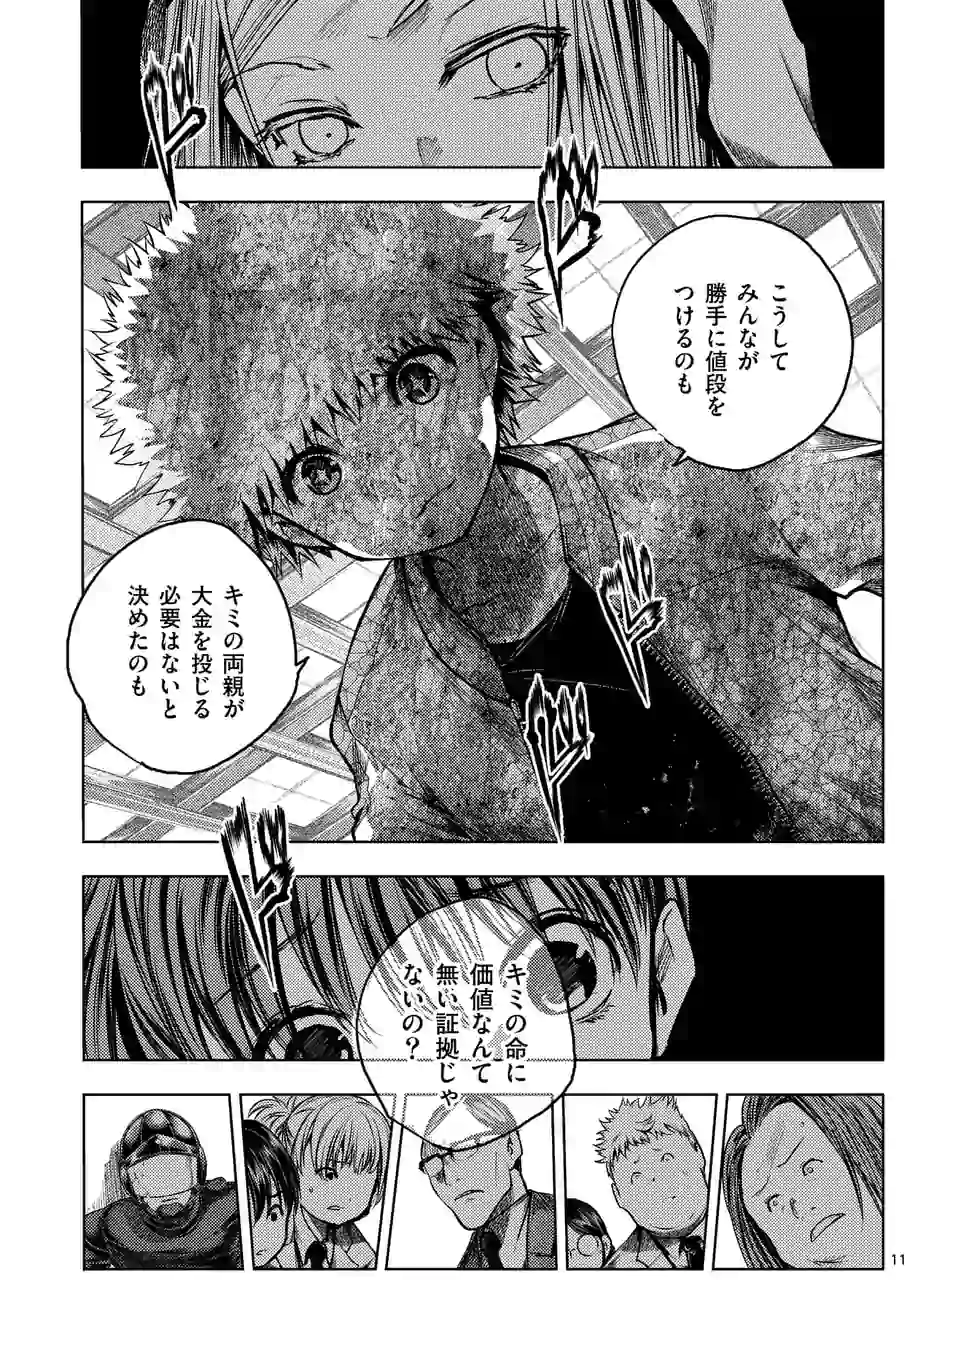 こうして
みんなが
勝手に値段を
つけるのも
キミの両親が
大金を投じる
必要はないと
決めたのも
キミの命に
価値なんて
無い証拠じゃ
ないの？
11